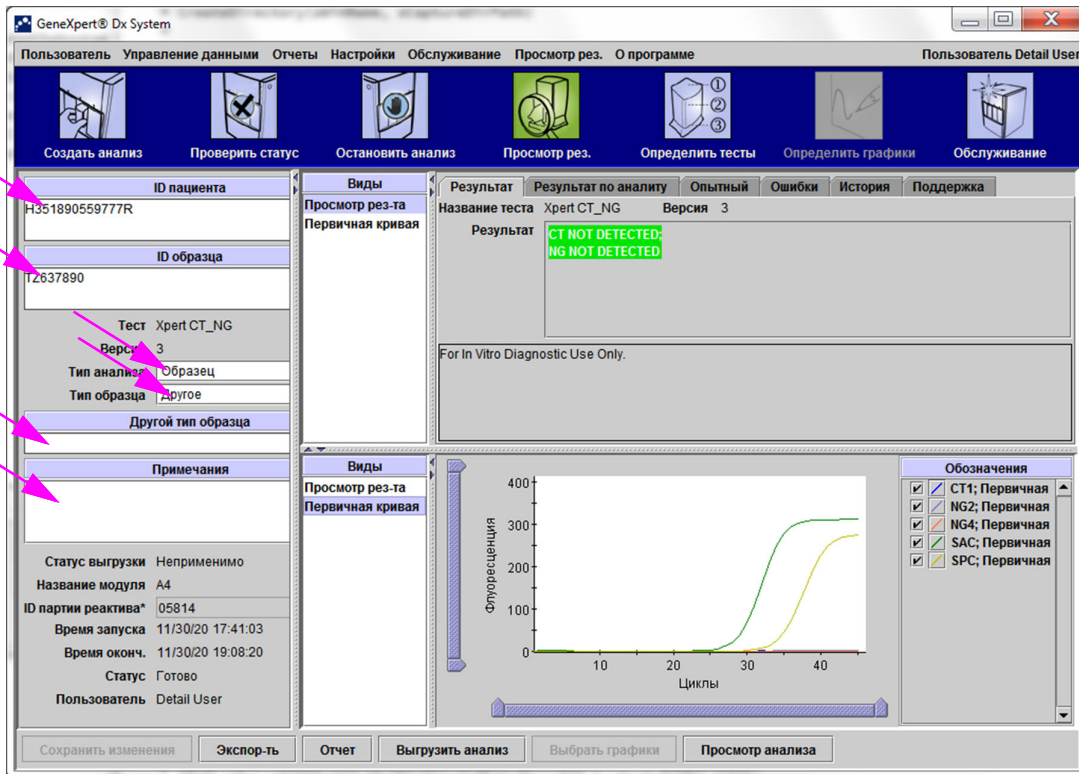 GeneXpert® Dx System
Пользователь Управление данными Отчеты Настройки Обслуживание Просмотр рез. О программе Пользователь Detail User
Создать анализ Проверить статус Остановить анализ Просмотр рез. Определить тесты Определить графики Обслуживание
ID пациента
H351890559777R
ID образца
TZ637890
Тест Xpert CT_NG
Версия 3
Тип анализа Образец
Тип образца Другое
Другой тип образца
Примечания
Статус выгрузки Неприменимо
Название модуля A4
ID партии реактива* 05814
Время запуска 11/30/20 17:41:03
Время оконч. 11/30/20 19:08:20
Статус Готово
Пользователь Detail User
Виды
Просмотр рез-та
Первичная кривая
Результат Результат по аналиту Опытный Ошибки История Поддержка
Название теста Xpert CT_NG Версия 3
Результат CT NOT DETECTED;
NG NOT DETECTED
For In Vitro Diagnostic Use Only.
Виды
Просмотр рез-та
Первичная кривая
Флуоресценция
400
300
200
100
0
10 20 30 40
Циклы
Обозначения
CT1; Первичная
NG2; Первичная
NG4; Первичная
SAC; Первичная
SPC; Первичная
Сохранить изменения Экспор-ть Отчет Выгрузить анализ Выбрать графики Просмотр анализа